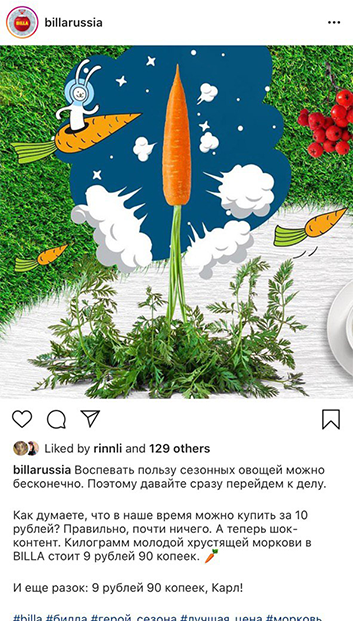 BILLA
billarussia
Liked by rinnli and 129 others
billarussia Воспевать пользу сезонных овощей можно
бесконечно. Поэтому давайте сразу перейдем к делу.
Как думаете, что в наше время можно купить за 10
рублей? Правильно, почти ничего. А теперь шок-
контент. Килограмм молодой хрустящей моркови в
BILLA стоит 9 рублей 90 копеек. 🥕
И еще разок: 9 рублей 90 копеек, Карл!
#billa #билла #герой_сезона #лучшая_цена #морковь